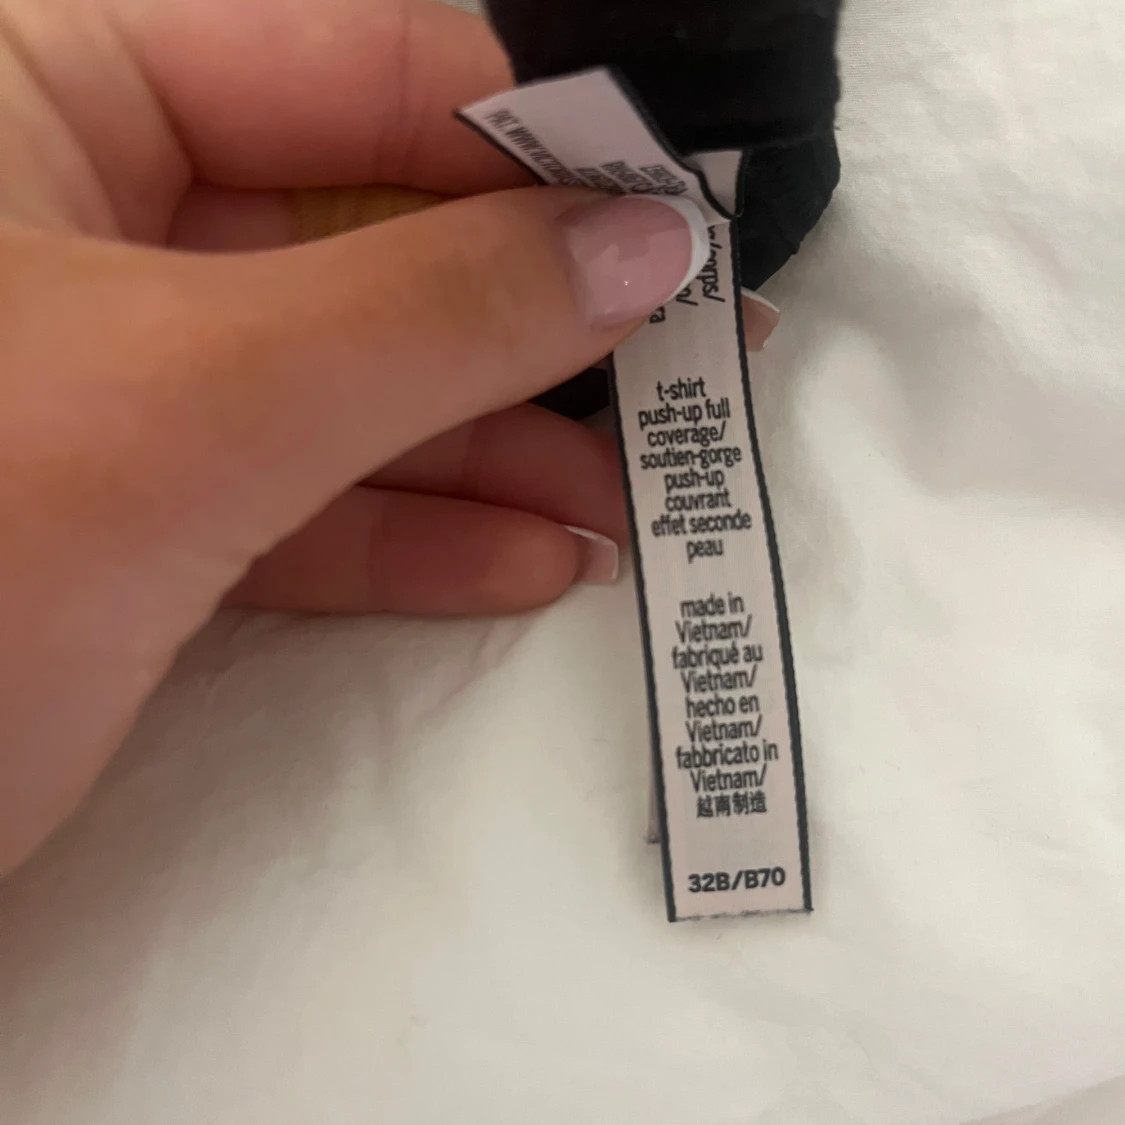 t-shirt
push-up full
coverage/
soutien-gorge
push-up
couvrant
effet seconde
peau
made in
Vietnam/
fabriqué au
Vietnam/
hecho en
Vietnam/
fabbricato in
Vietnam/
越南制造
32B/B70